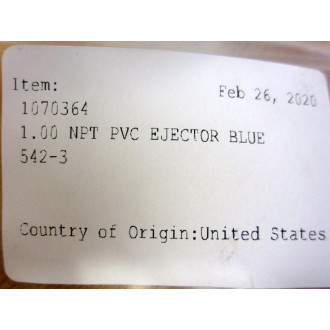 Item: Feb 26, 2020
1070364
1.00 NPT PVC EJECTOR BLUE
542-3
Country of Origin:United States